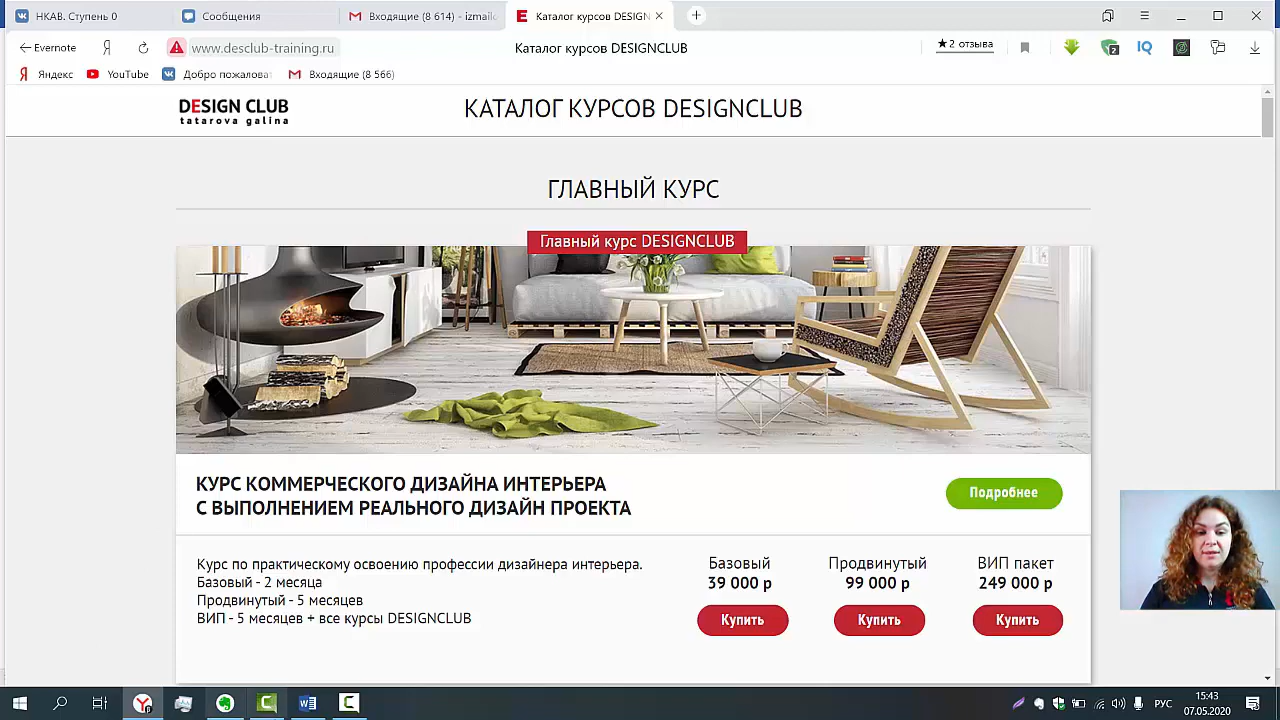 НКАВ. Ступень 0
Сообщения
Входящие (8 614) - izmailo
Каталог курсов DESIGN
Evernote
www.desclub-training.ru
Каталог курсов DESIGNCLUB
★2 отзыва
2
IQ
Яндекс
YouTube
Добро пожаловат
Входящие (8 566)
DESIGN CLUB
tatarova galina
КАТАЛОГ КУРСОВ DESIGNCLUB
ГЛАВНЫЙ КУРС
Главный курс DESIGNCLUB
КУРС КОММЕРЧЕСКОГО ДИЗАЙНА ИНТЕРЬЕРА
С ВЫПОЛНЕНИЕМ РЕАЛЬНОГО ДИЗАЙН ПРОЕКТА
Подробнее
Курс по практическому освоению профессии дизайнера интерьера.
Базовый - 2 месяца
Продвинутый - 5 месяцев
ВИП - 5 месяцев + все курсы DESIGNCLUB
Базовый
39 000 р
Купить
Продвинутый
99 000 р
Купить
ВИП пакет
249 000 р
Купить
РУС
15:43
07.05.2020